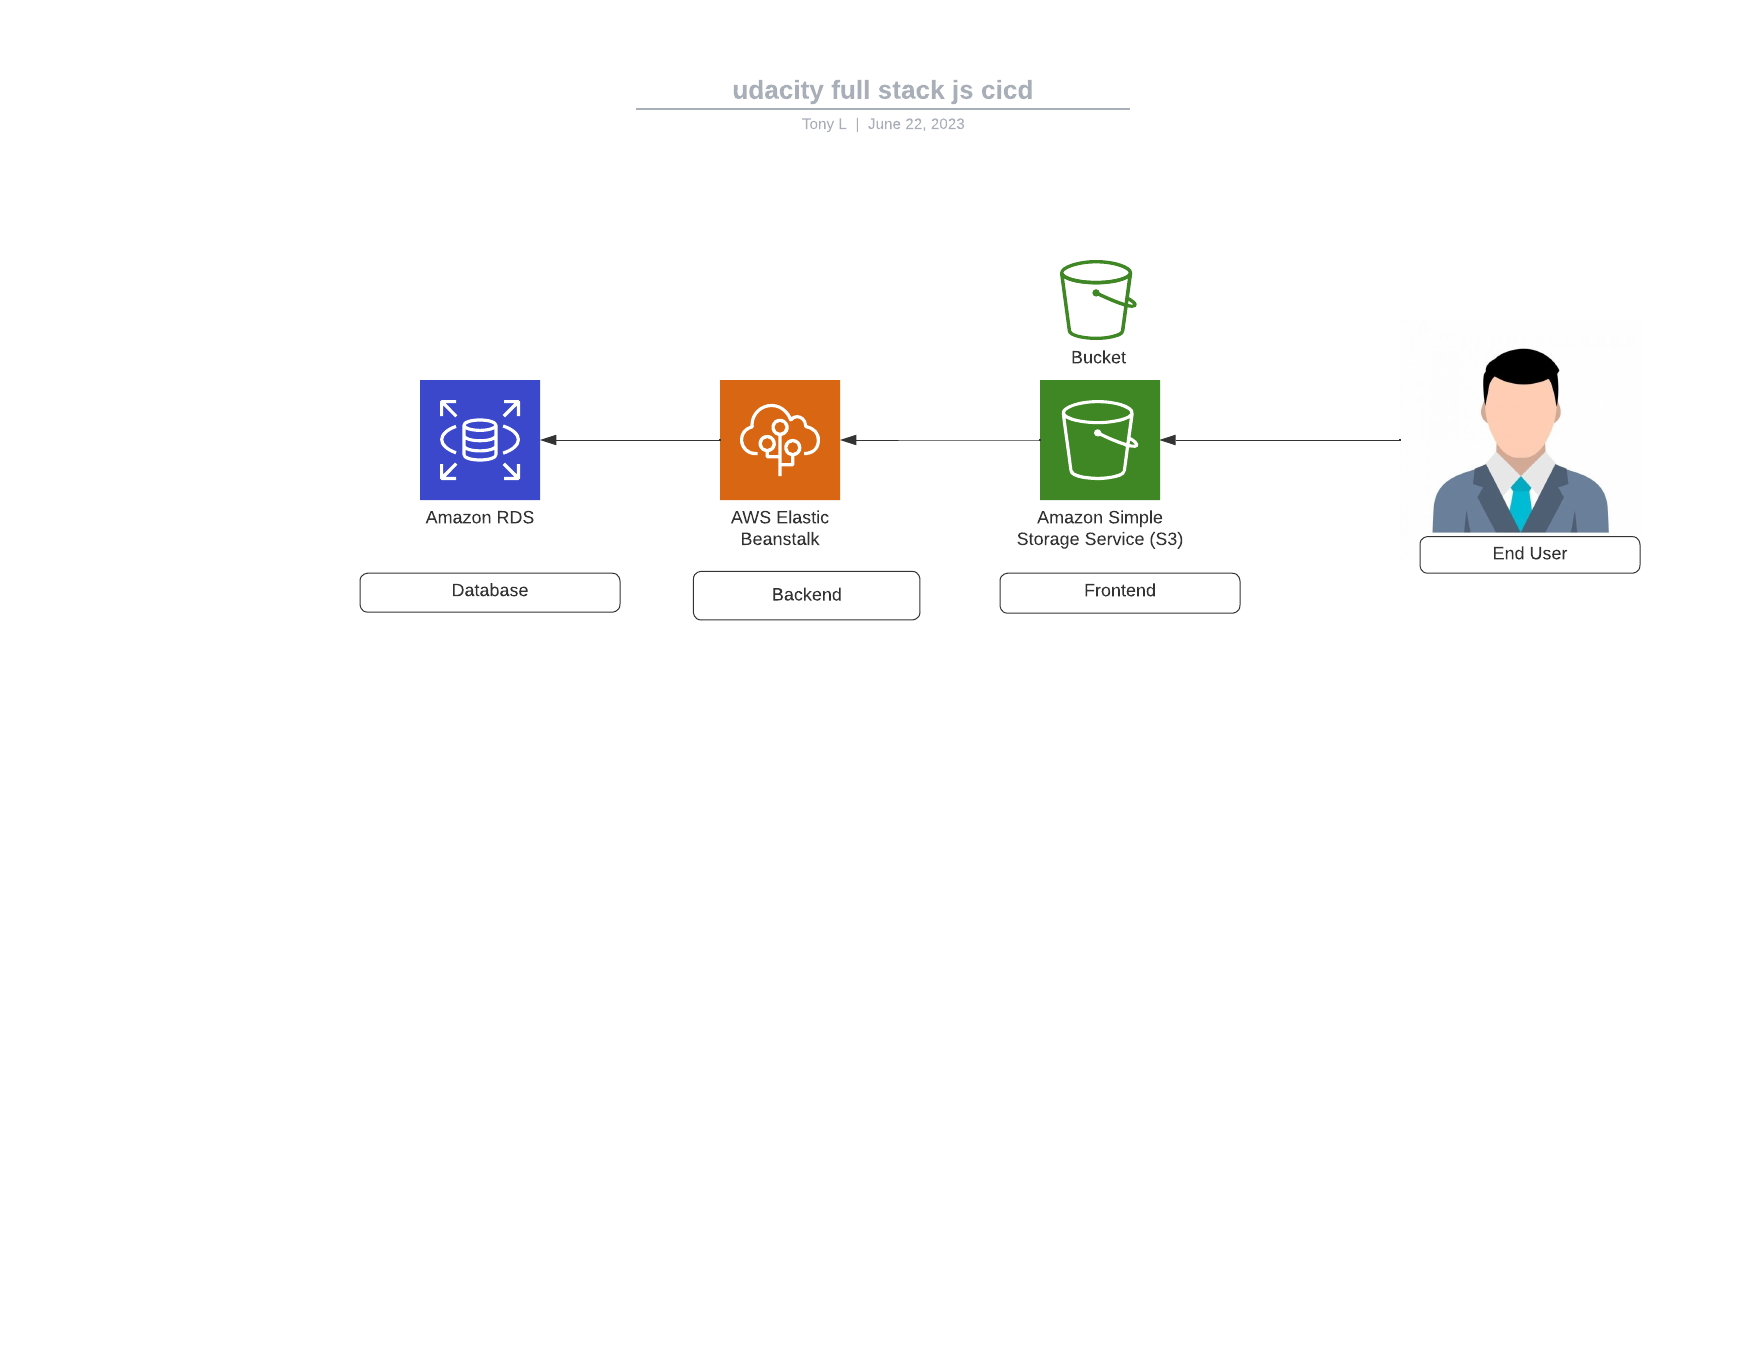 udacity full stack js cicd
Tony L | June 22, 2023
Bucket
Amazon RDS
AWS Elastic
Beanstalk
Amazon Simple
Storage Service (S3)
End User
Database
Backend
Frontend